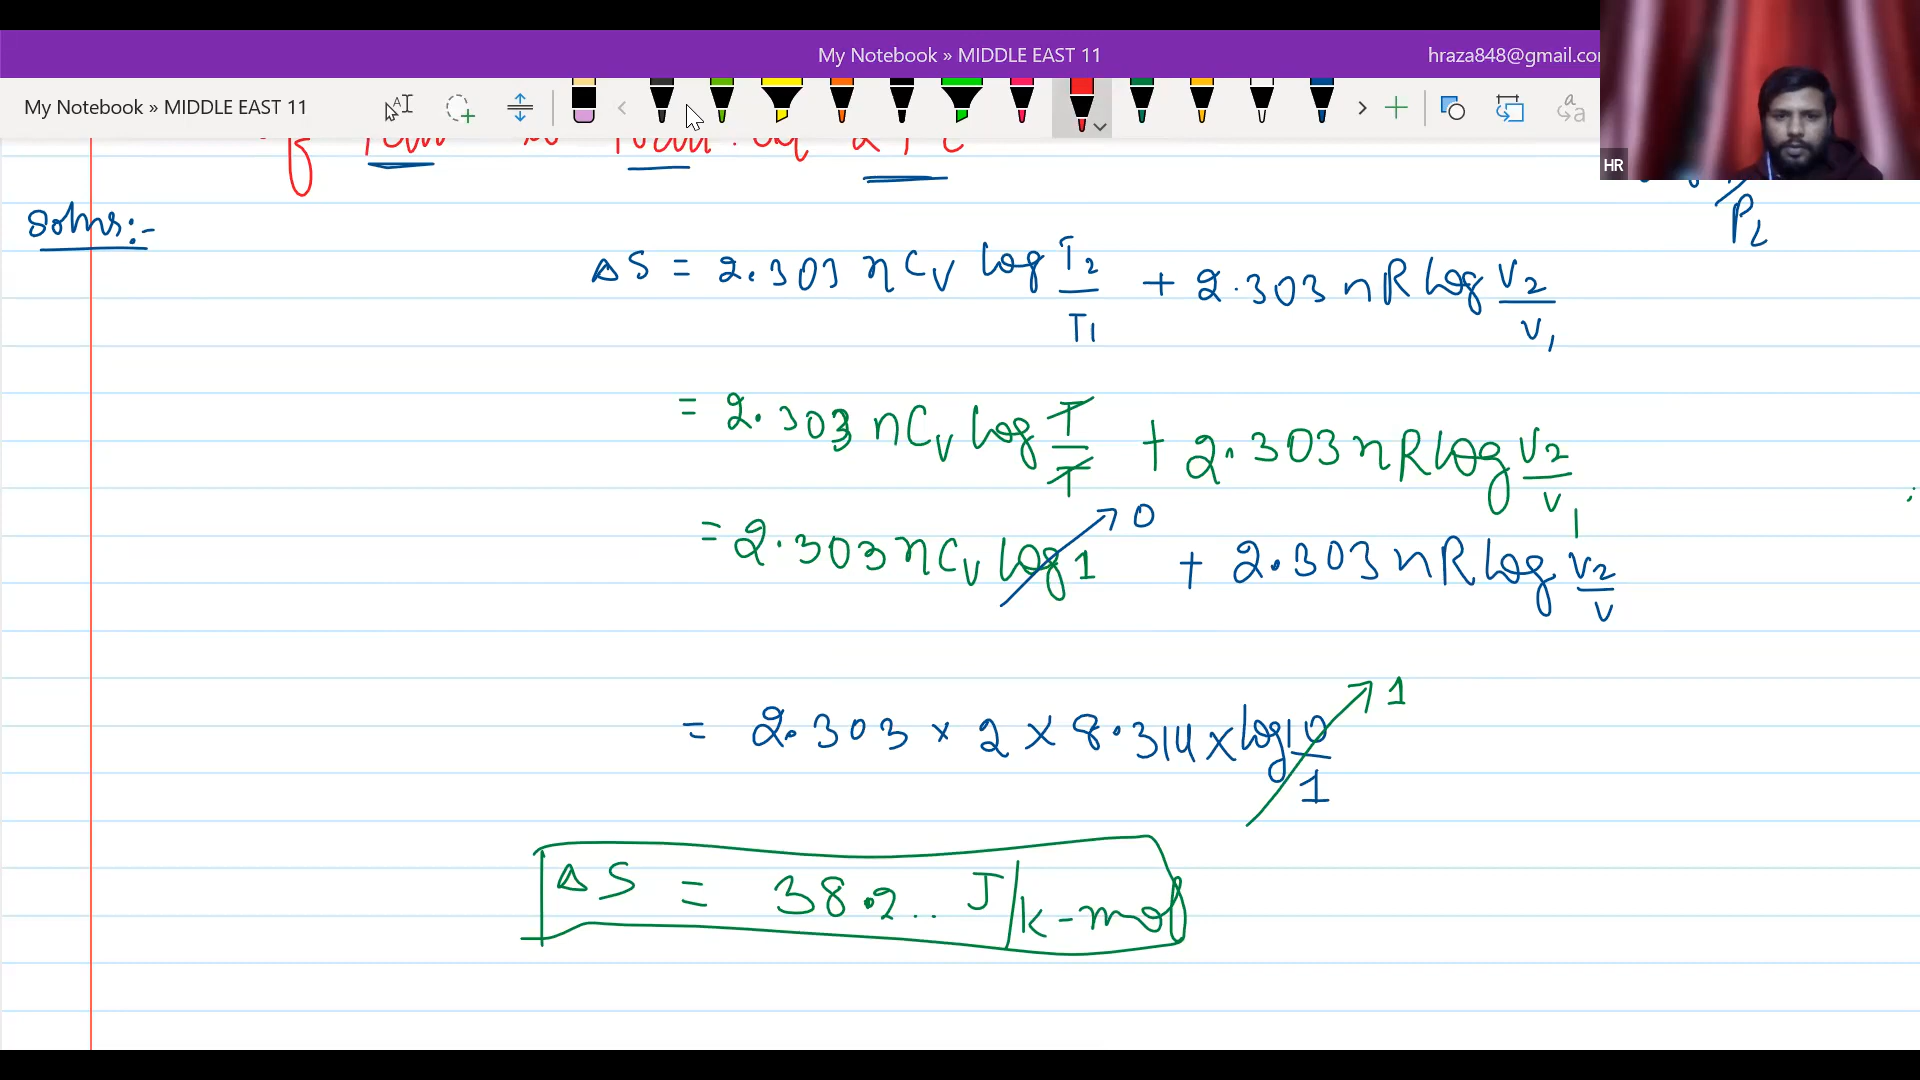 My Notebook » MIDDLE EAST 11
hraza848@gmail.co
My Notebook » MIDDLE EAST 11
HR
Solns:-
P2
ΔS = 2.303 nCv log T2/T1 + 2.303 nR log V2/V1
= 2.303 nCv log T/T + 2.303 nR log V2/V1
= 2.303 nCv log 1 → 0 + 2.303 nR log V2/V
= 2.303 × 2 × 8.314 × log 10/1 → 1
ΔS = 38.2.. J/k-mol